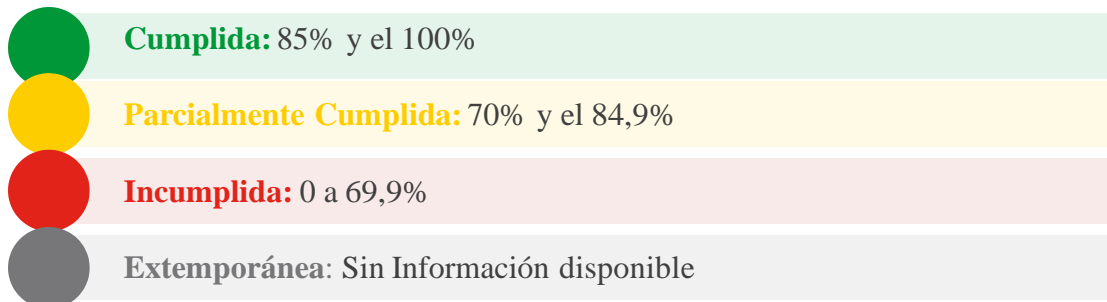 Cumplida: 85% y el 100%
Parcialmente Cumplida: 70% y el 84,9%
Incumplida: 0 a 69,9%
Extemporánea: Sin Información disponible